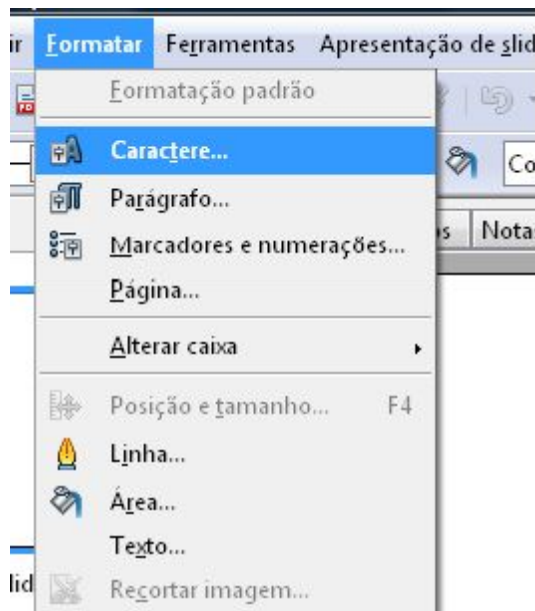 ir Formatar Ferramentas Apresentação de slid
Formatação padrão
Caractere...
Co
Parágrafo...
s Nota
Marcadores e numerações...
Página...
Alterar caixa
Posição e tamanho... F4
Linha...
Área...
Texto...
lid
Recortar imagem...